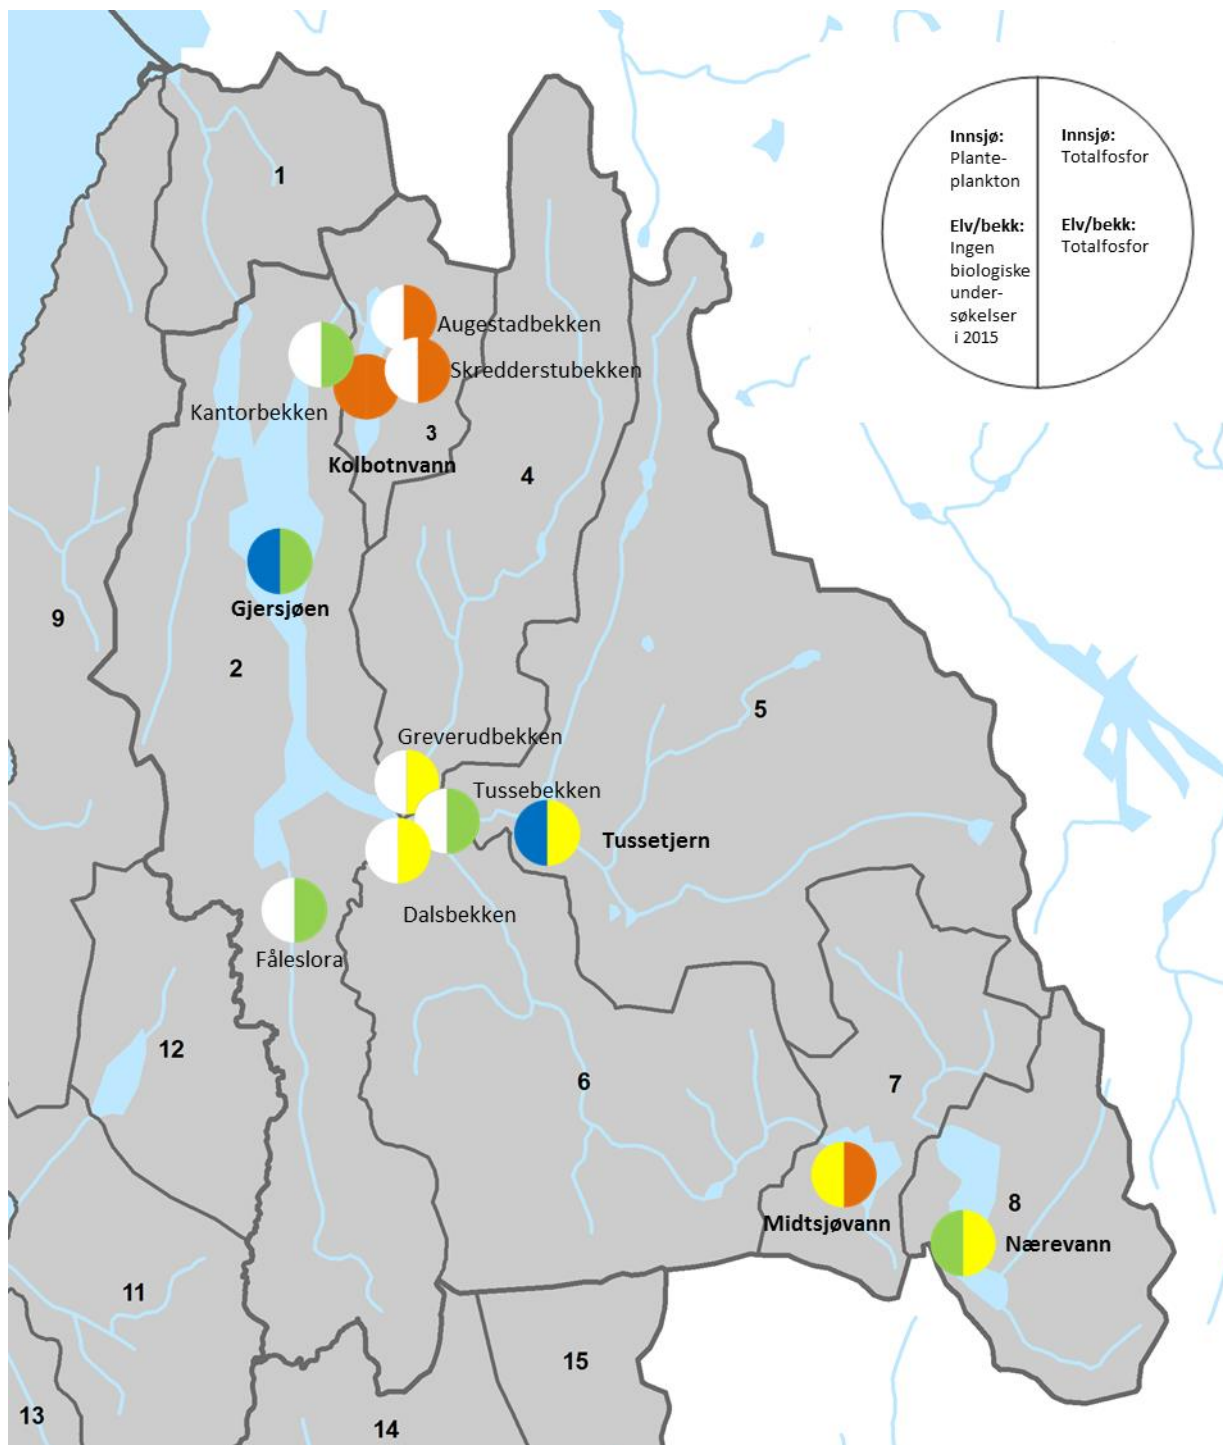 Innsjø:
Plante-
plankton
Innsjø:
Totalfosfor
Elv/bekk:
Ingen
biologiske
under-
søkelser
i 2015
Elv/bekk:
Totalfosfor
1
Augestadbekken
Skredderstubekken
Kantorbekken
3
Kolbotnvann
4
Gjersjøen
9
2
5
Greverudbekken
Tussebekken
Tussetjern
Dalsbekken
Fåleslora
12
6
7
8
Midtsjøvann
Nærevann
11
15
13
14